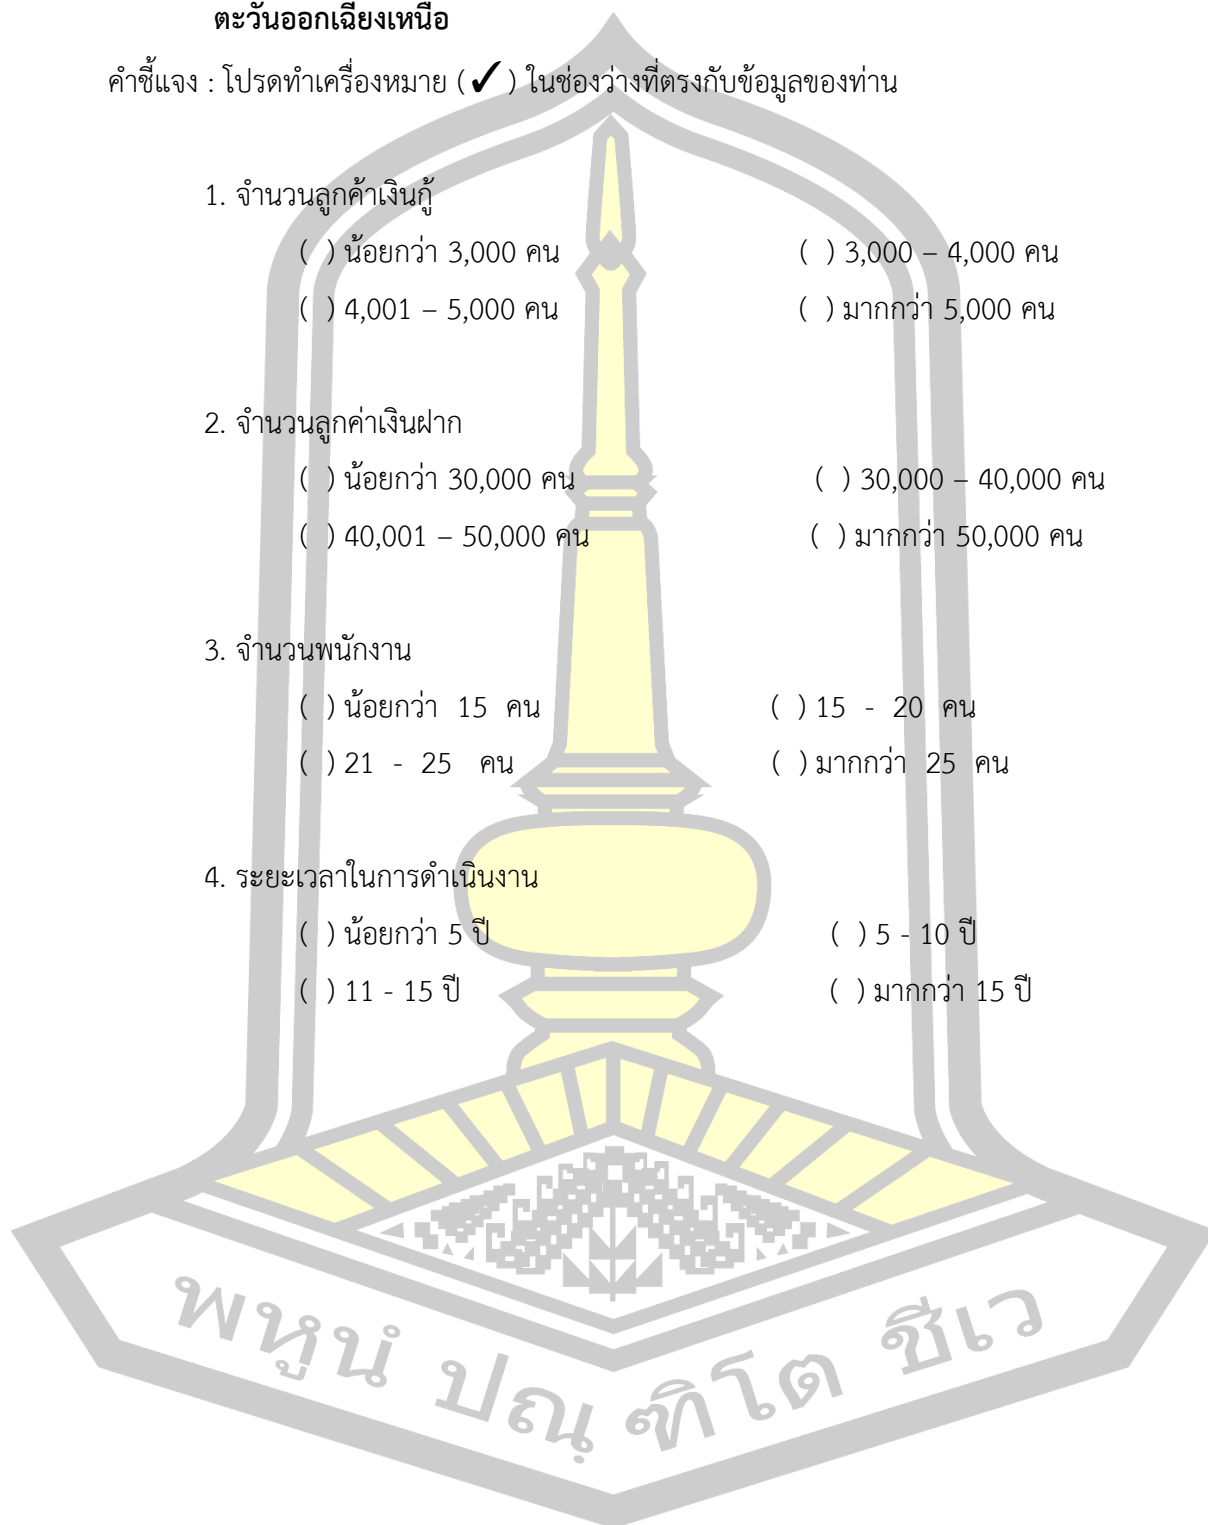 ตะวันออกเฉียงเหนือ
คำชี้แจง : โปรดทำเครื่องหมาย (✓) ในช่องว่างที่ตรงกับข้อมูลของท่าน
1. จำนวนลูกค้าเงินกู้
( ) น้อยกว่า 3,000 คน ( ) 3,000 – 4,000 คน
( ) 4,001 – 5,000 คน ( ) มากกว่า 5,000 คน
2. จำนวนลูกค่าเงินฝาก
( ) น้อยกว่า 30,000 คน ( ) 30,000 – 40,000 คน
( ) 40,001 – 50,000 คน ( ) มากกว่า 50,000 คน
3. จำนวนพนักงาน
( ) น้อยกว่า 15 คน ( ) 15 - 20 คน
( ) 21 - 25 คน ( ) มากกว่า 25 คน
4. ระยะเวลาในการดำเนินงาน
( ) น้อยกว่า 5 ปี ( ) 5 - 10 ปี
( ) 11 - 15 ปี ( ) มากกว่า 15 ปี
พหูนํ ปณฺ ฑิโต ชีเว